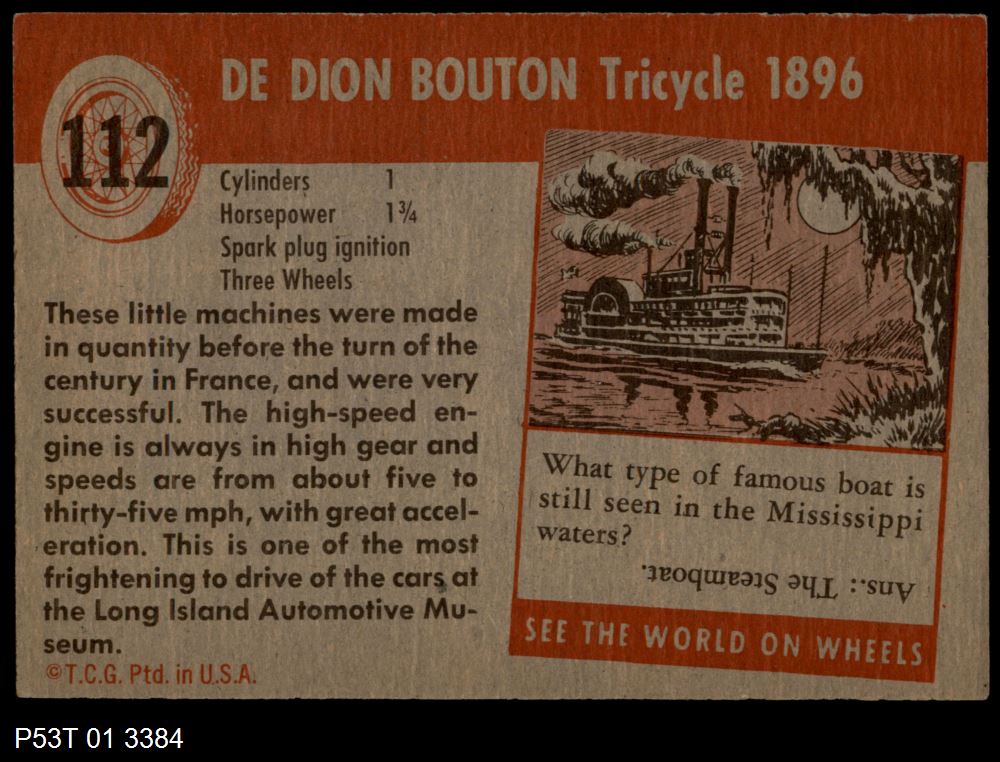 DE DION BOUTON Tricycle 1896
112
Cylinders 1
Horsepower 1¾
Spark plug ignition
Three Wheels
These little machines were made
in quantity before the turn of the
century in France, and were very
successful. The high-speed en-
gine is always in high gear and
speeds are from about five to
thirty-five mph, with great accel-
eration. This is one of the most
frightening to drive of the cars at
the Long Island Automotive Mu-
seum.
©T.C.G. Ptd. in U.S.A.
What type of famous boat is
still seen in the Mississippi
waters?
Ans.: The Steamboat.
SEE THE WORLD ON WHEELS
P53T 01 3384